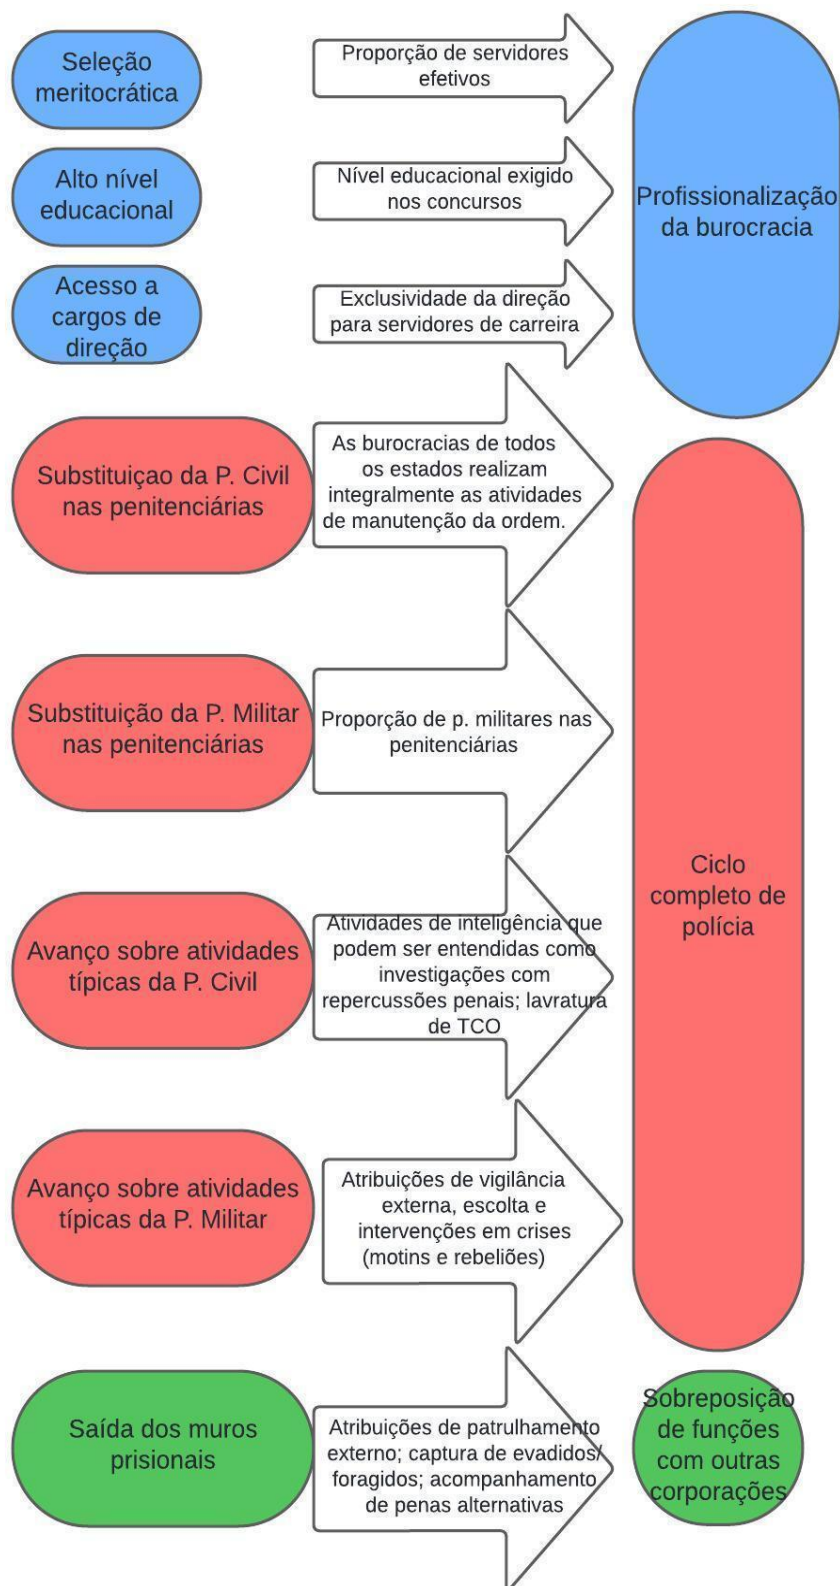 Seleção
meritocrática
Proporção de servidores
efetivos
Alto nível
educacional
Nível educacional exigido
nos concursos
Profissionalização
da burocracia
Acesso a
cargos de
direção
Exclusividade da direção
para servidores de carreira
Substituiçao da P. Civil
nas penitenciárias
As burocracias de todos
os estados realizam
integralmente as atividades
de manutenção da ordem.
Substituição da P. Militar
nas penitenciárias
Proporção de p. militares nas
penitenciárias
Ciclo
completo de
polícia
Avanço sobre atividades
típicas da P. Civil
Atividades de inteligência que
podem ser entendidas como
investigações com
repercussões penais; lavratura
de TCO
Avanço sobre atividades
típicas da P. Militar
Atribuições de vigilância
externa, escolta e
intervenções em crises
(motins e rebeliões)
Saída dos muros
prisionais
Atribuições de patrulhamento
externo; captura de evadidos/
foragidos; acompanhamento
de penas alternativas
Sobreposição
de funções
com outras
corporações